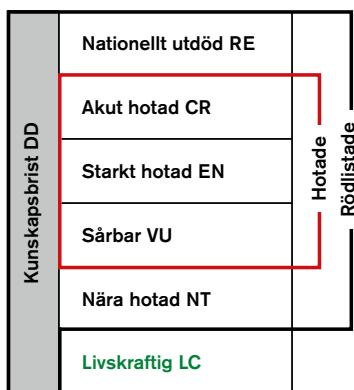 Kunskapsbrist DD
Nationellt utdöd RE
Akut hotad CR
Starkt hotad EN
Sårbar VU
Nära hotad NT
Livskraftig LC
Hotade
Rödlistade